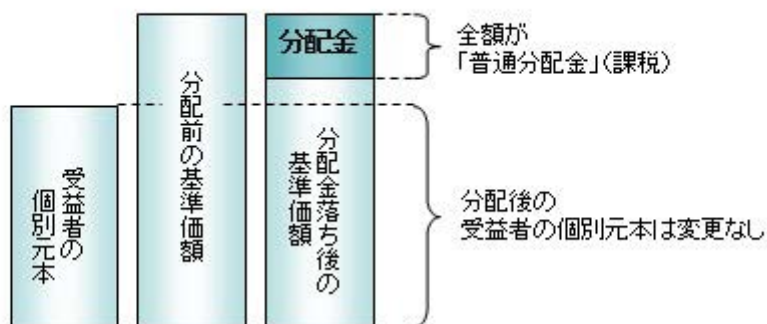 受益者の
個別元本
分配前の基準価額
分配金
分配金落ち後の
基準価額
全額が
「普通分配金」(課税)
分配後の
受益者の個別元本は変更なし